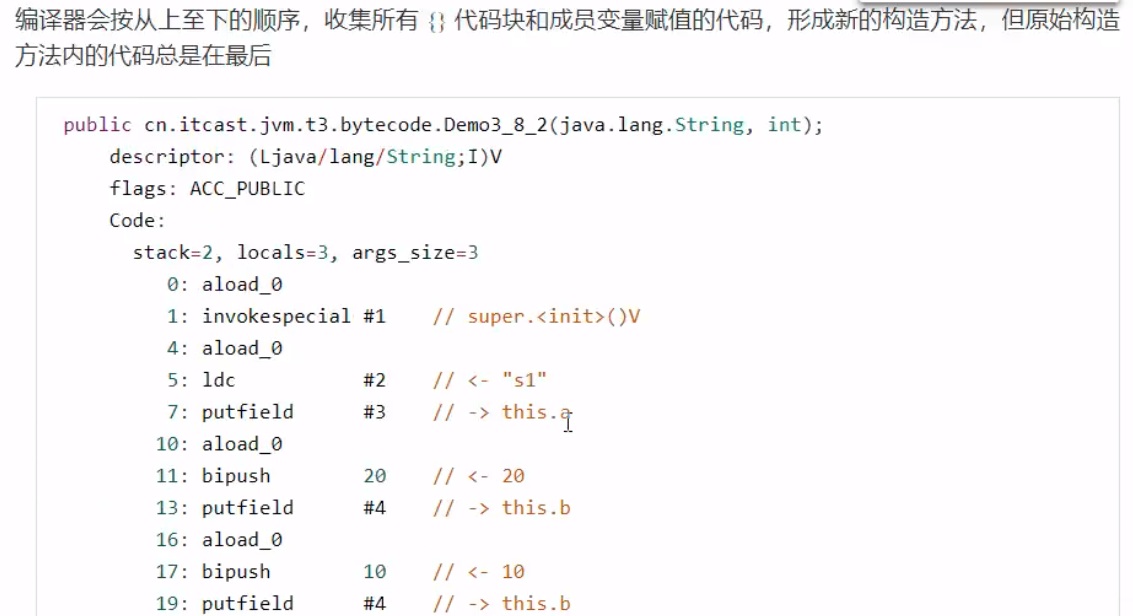 编译器会按从上至下的顺序，收集所有 {} 代码块和成员变量赋值的代码，形成新的构造方法，但原始构造
方法内的代码总是在最后
public cn.itcast.jvm.t3.bytecode.Demo3_8_2(java.lang.String, int);
descriptor: (Ljava/lang/String;I)V
flags: ACC_PUBLIC
Code:
stack=2, locals=3, args_size=3
0: aload_0
1: invokespecial #1 // super.<init>()V
4: aload_0
5: ldc #2 // <- "s1"
7: putfield #3 // -> this.a
10: aload_0
11: bipush 20 // <- 20
13: putfield #4 // -> this.b
16: aload_0
17: bipush 10 // <- 10
19: putfield #4 // -> this.b